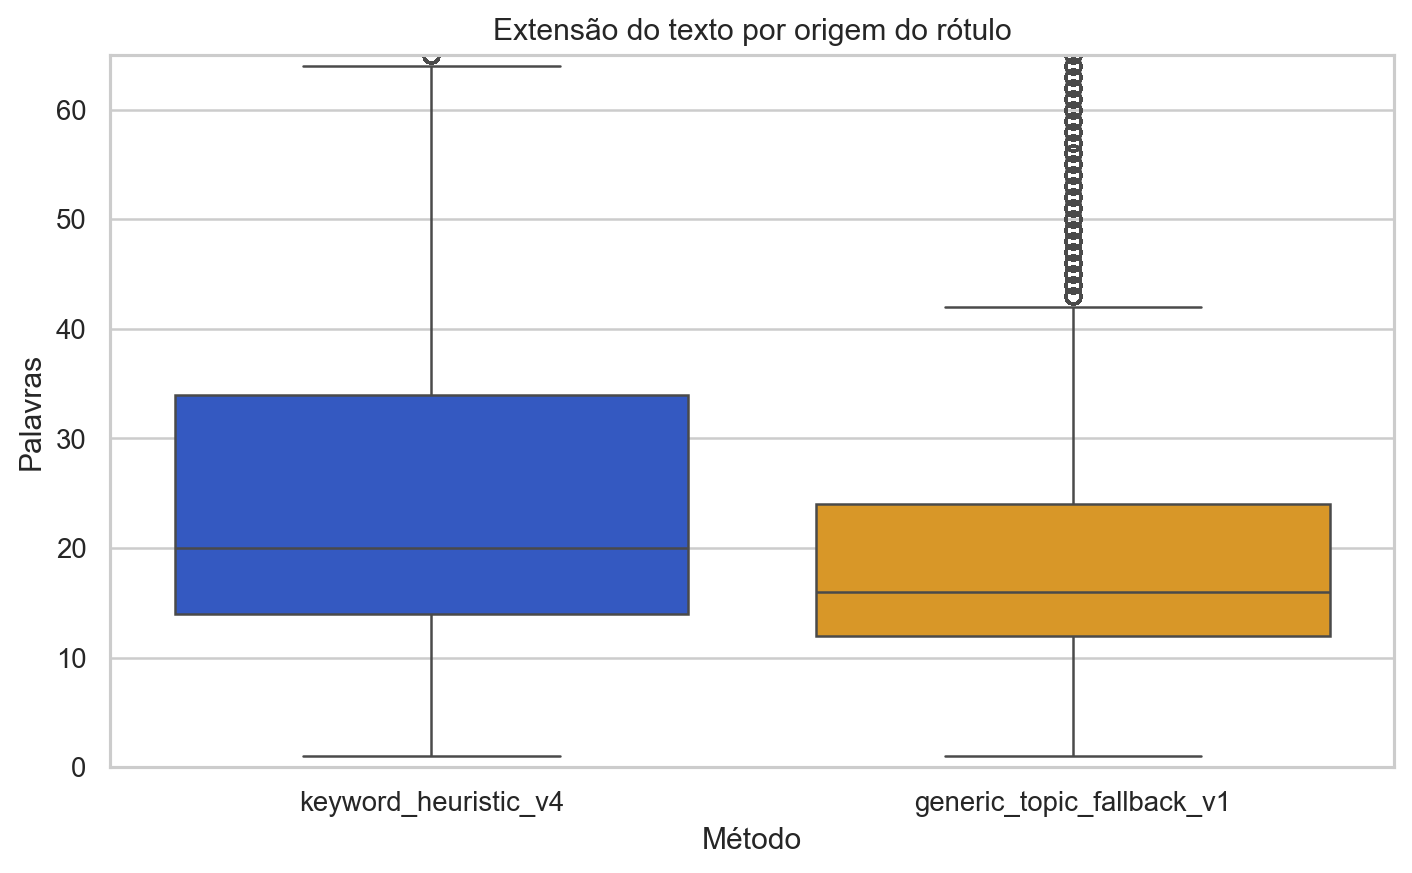 Extensão do texto por origem do rótulo
60
50
40
30
20
10
0
Palavras
keyword_heuristic_v4
generic_topic_fallback_v1
Método